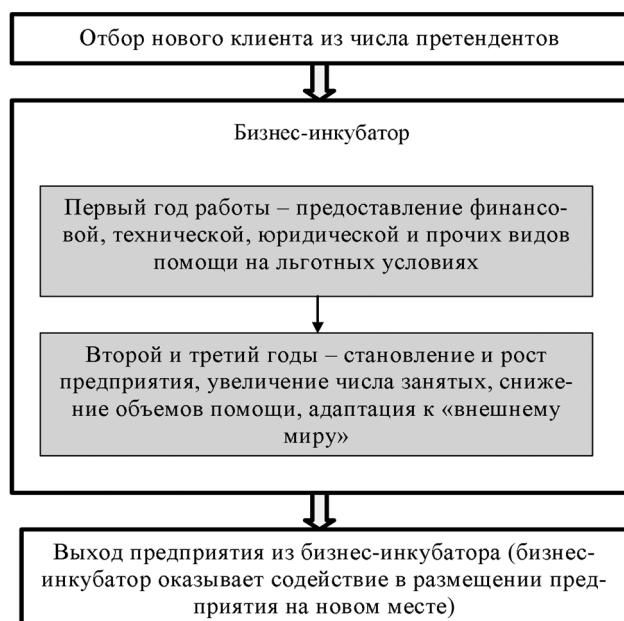 Отбор нового клиента из числа претендентов
Бизнес-инкубатор
Первый год работы – предоставление финансо-
вой, технической, юридической и прочих видов
помощи на льготных условиях
Второй и третий годы – становление и рост
предприятия, увеличение числа занятых, сниже-
ние объемов помощи, адаптация к «внешнему
миру»
Выход предприятия из бизнес-инкубатора (бизнес-
инкубатор оказывает содействие в размещении пред-
приятия на новом месте)